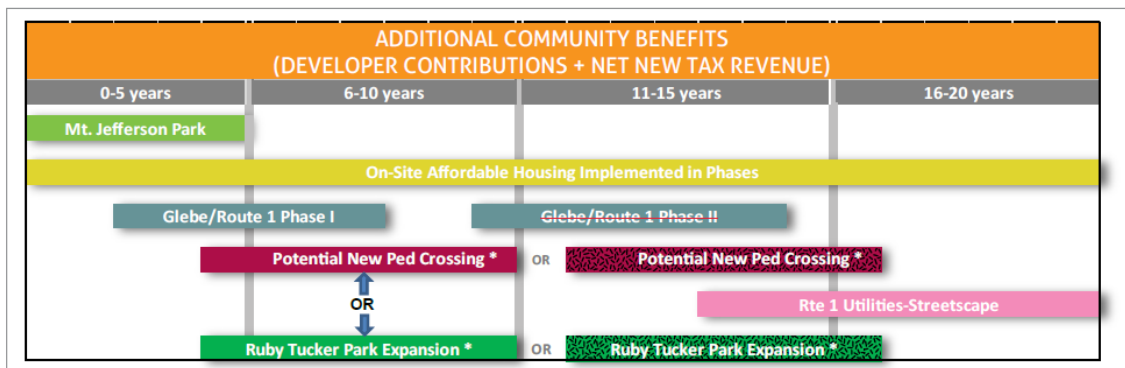 ADDITIONAL COMMUNITY BENEFITS
(DEVELOPER CONTRIBUTIONS + NET NEW TAX REVENUE)
0-5 years 6-10 years 11-15 years 16-20 years
Mt. Jefferson Park
On-Site Affordable Housing Implemented in Phases
Glebe/Route 1 Phase I Glebe/Route 1 Phase II
Potential New Ped Crossing * OR Potential New Ped Crossing *
OR
Rte 1 Utilities-Streetscape
Ruby Tucker Park Expansion * OR Ruby Tucker Park Expansion *